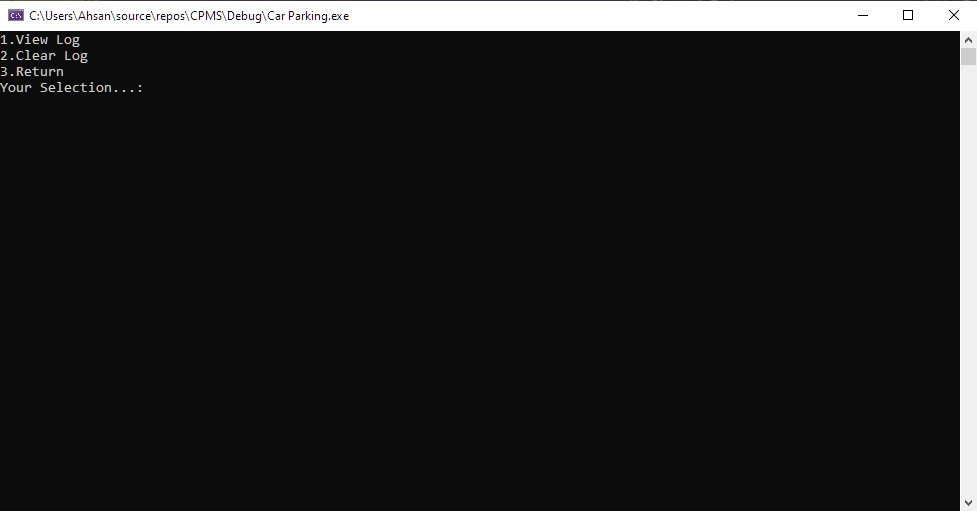 C:\Users\Ahsan\source\repos\CPMS\Debug\Car Parking.exe
1.View Log
2.Clear Log
3.Return
Your Selection...: